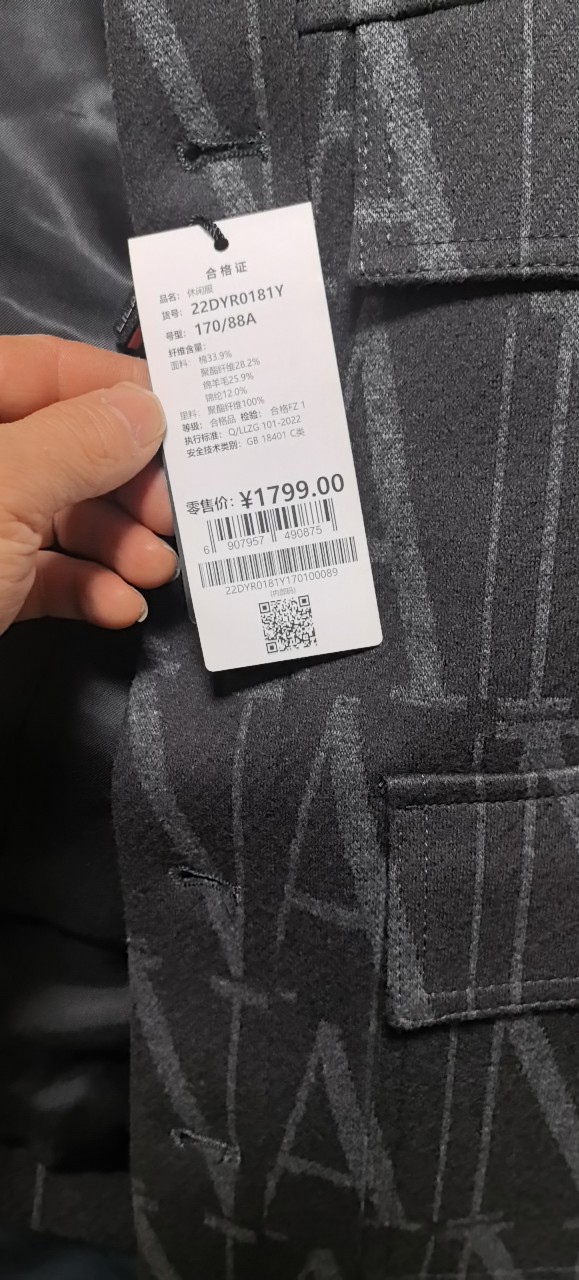 合格证
品名：休闲服
货号：22DYR0181Y
号型：170/88A
纤维含量：
面料：棉33.9%
聚酯纤维28.2%
绵羊毛25.9%
锦纶12.0%
里料：聚酯纤维100%
等级：合格品 检验：合格FZ 1
执行标准：Q/LLZG 101-2022
安全技术类别：GB 18401 C类
零售价：¥1799.00
6 907957 490875
22DYR0181Y170100089
(内部码)